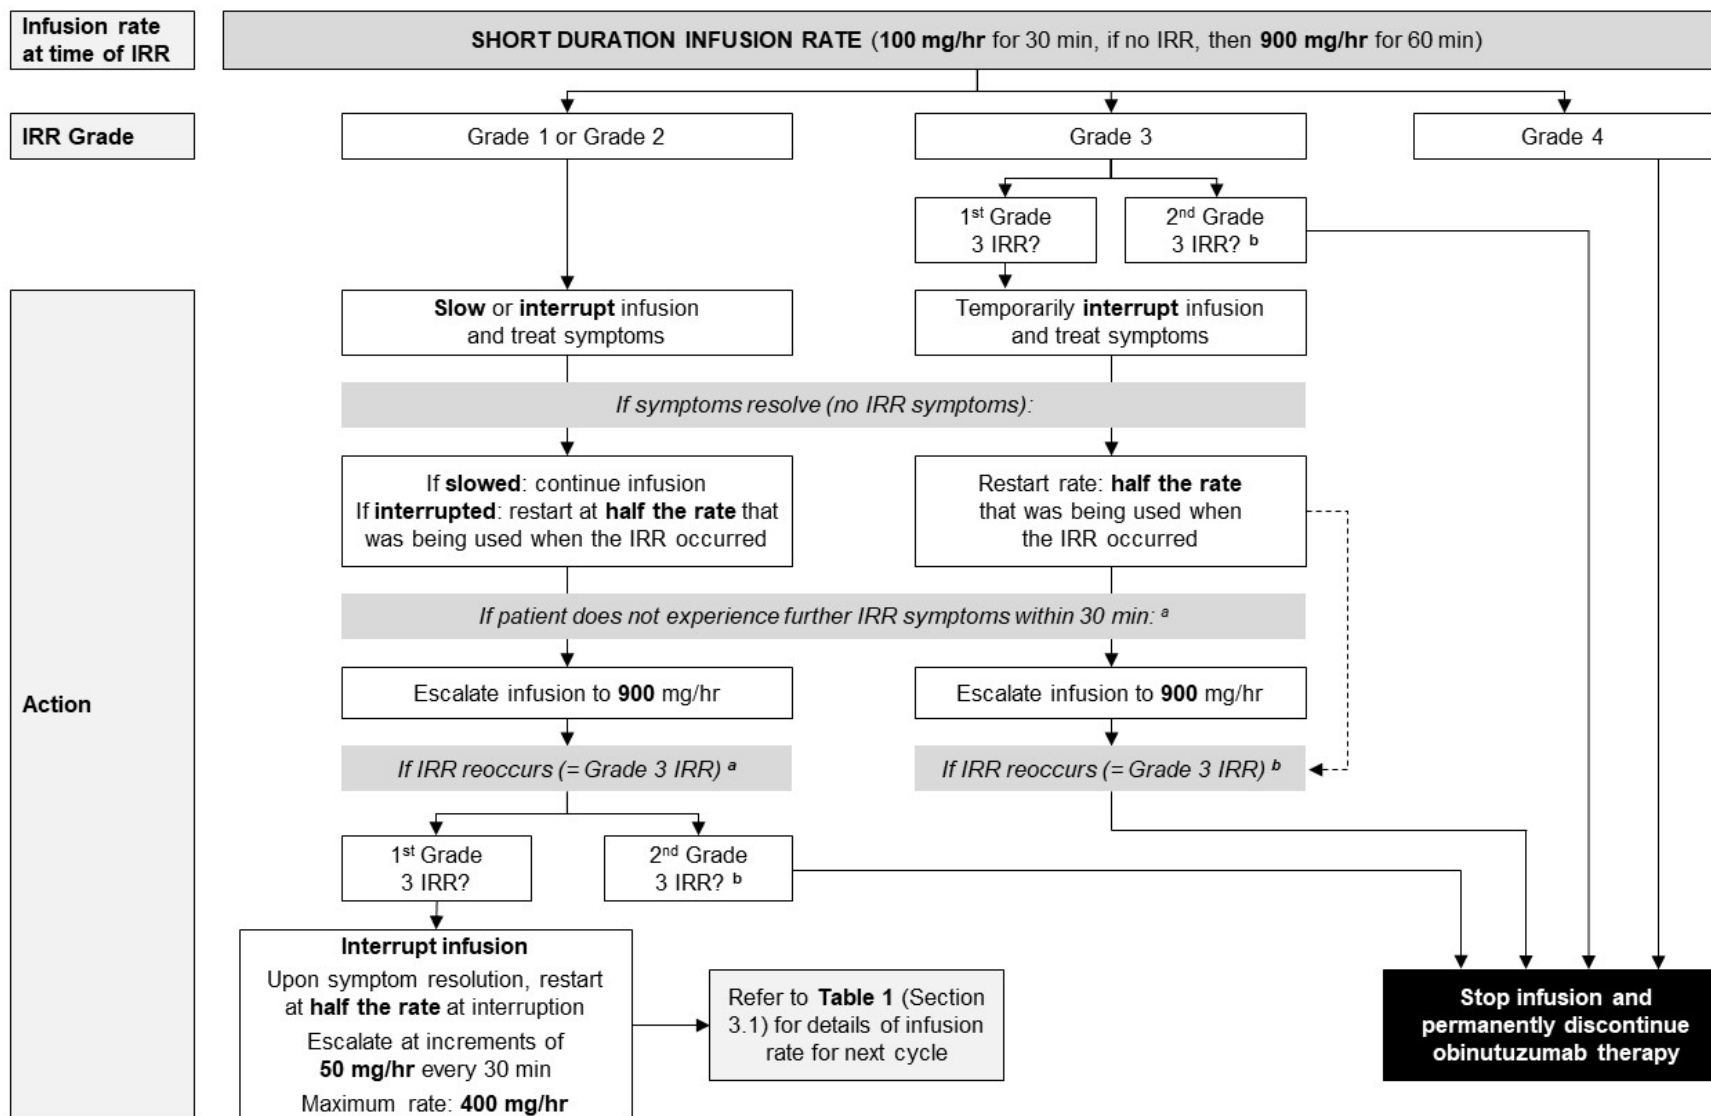 Infusion rate
at time of IRR
SHORT DURATION INFUSION RATE (100 mg/hr for 30 min, if no IRR, then 900 mg/hr for 60 min)
IRR Grade
Grade 1 or Grade 2
Grade 3
Grade 4
1st Grade
3 IRR?
2nd Grade
3 IRR? b
Action
Slow or interrupt infusion
and treat symptoms
Temporarily interrupt infusion
and treat symptoms
If symptoms resolve (no IRR symptoms):
If slowed: continue infusion
If interrupted: restart at half the rate that
was being used when the IRR occurred
Restart rate: half the rate
that was being used when
the IRR occurred
If patient does not experience further IRR symptoms within 30 min: a
Escalate infusion to 900 mg/hr
Escalate infusion to 900 mg/hr
If IRR reoccurs (= Grade 3 IRR) a
If IRR reoccurs (= Grade 3 IRR) b
1st Grade
3 IRR?
2nd Grade
3 IRR? b
Interrupt infusion
Upon symptom resolution, restart
at half the rate at interruption
Escalate at increments of
50 mg/hr every 30 min
Maximum rate: 400 mg/hr
Refer to Table 1 (Section
3.1) for details of infusion
rate for next cycle
Stop infusion and
permanently discontinue
obinutuzumab therapy